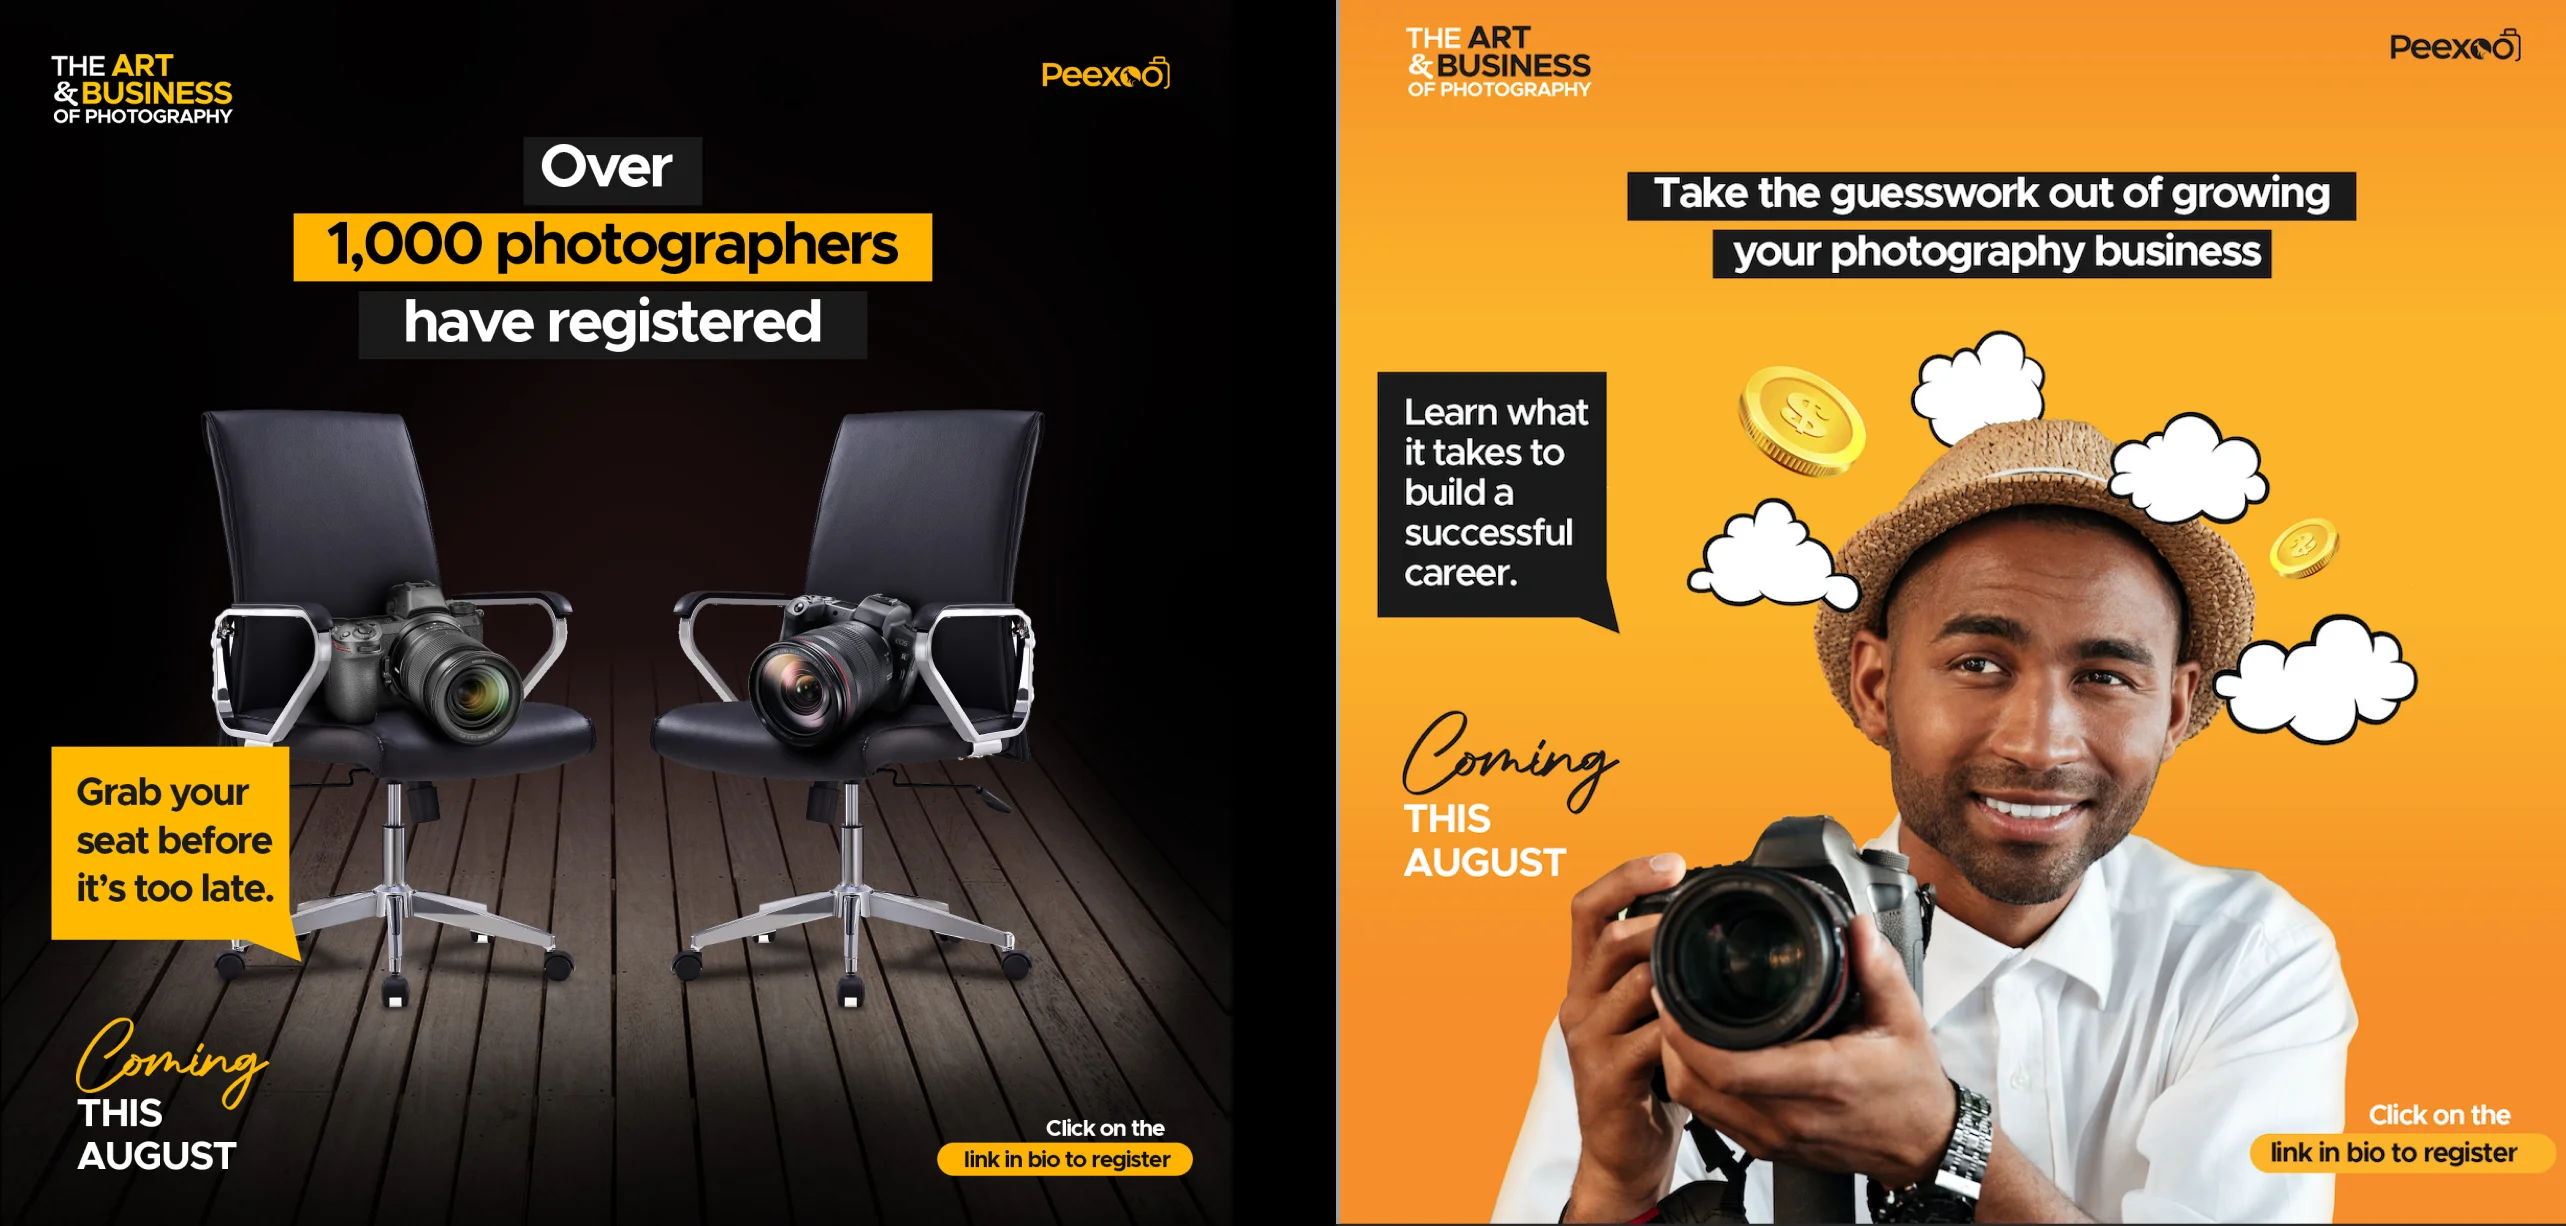 THE ART
&BUSINESS
OF PHOTOGRAPHY
Peexoo
Over
1,000 photographers
have registered
Grab your
seat before
it's too late.
Coming
THIS
AUGUST
Click on the
link in bio to register
THE ART
&BUSINESS
OF PHOTOGRAPHY
Peexoo
Take the guesswork out of growing
your photography business
Learn what
it takes to
build a
successful
career.
Coming
THIS
AUGUST
Click on the
link in bio to register